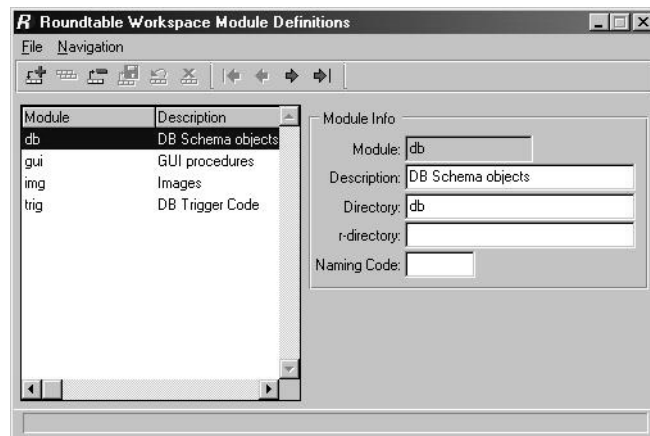 R Roundtable Workspace Module Definitions
File Navigation
Module Description
db DB Schema objects
gui GUI procedures
img Images
trig DB Trigger Code
Module Info
Module: db
Description: DB Schema objects
Directory: db
r-directory:
Naming Code: